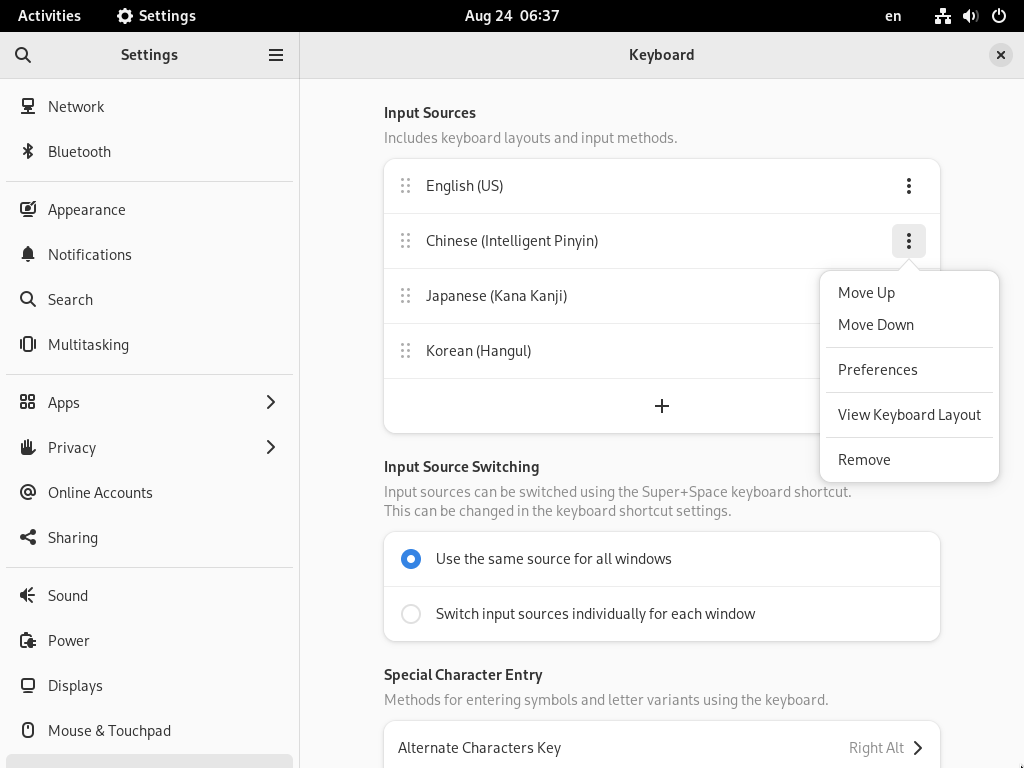 Activities
Settings
Aug 24 06:37
en
Settings
Keyboard
Network
Bluetooth
Appearance
Notifications
Search
Multitasking
Apps
Privacy
Online Accounts
Sharing
Sound
Power
Displays
Mouse & Touchpad
Input Sources
Includes keyboard layouts and input methods.
English (US)
Chinese (Intelligent Pinyin)
Japanese (Kana Kanji)
Korean (Hangul)
Move Up
Move Down
Preferences
View Keyboard Layout
Remove
Input Source Switching
Input sources can be switched using the Super+Space keyboard shortcut.
This can be changed in the keyboard shortcut settings.
Use the same source for all windows
Switch input sources individually for each window
Special Character Entry
Methods for entering symbols and letter variants using the keyboard.
Alternate Characters Key
Right Alt